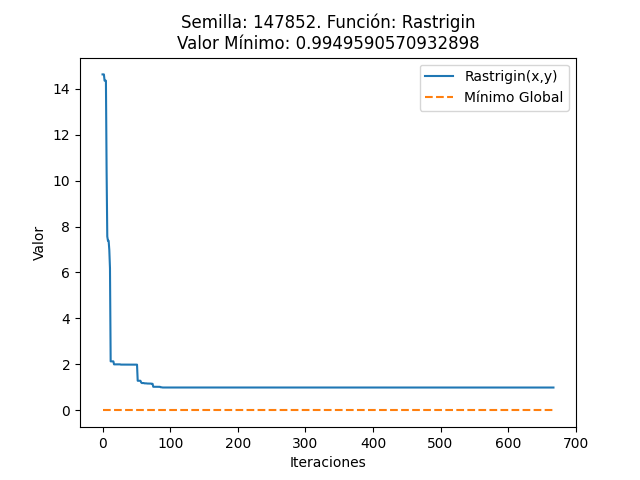 Semilla: 147852. Función: Rastrigin
Valor Mínimo: 0.9949590570932898
Rastrigin(x,y)
Mínimo Global
14
12
10
8
6
4
2
0
Valor
0 100 200 300 400 500 600 700
Iteraciones